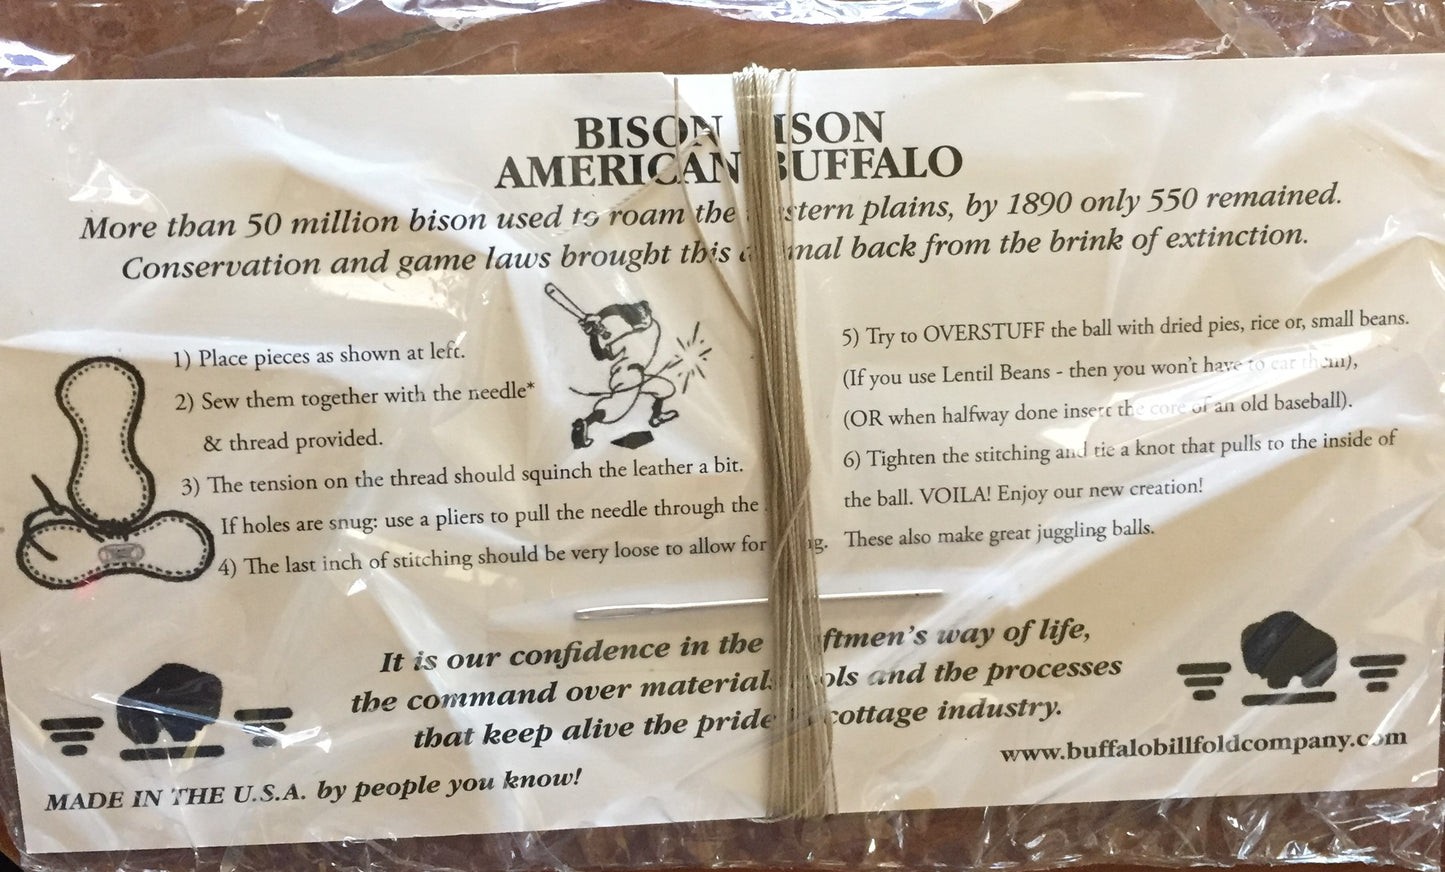 BISON ISON
AMERICAN BUFFALO
More than 50 million bison used to roam the stern plains, by 1890 only 550 remained.
Conservation and game laws brought this mal back from the brink of extinction.
1) Place pieces as shown at left.
2) Sew them together with the needle*
& thread provided.
3) The tension on the thread should squinch the leather a bit.
If holes are snug: use a pliers to pull the needle through the
4) The last inch of stitching should be very loose to allow for ng.
5) Try to OVERSTUFF the ball with dried pies, rice or, small beans.
(If you use Lentil Beans - then you won't have to eat them),
(OR when halfway done insert the core of an old baseball).
6) Tighten the stitching and tie a knot that pulls to the inside of
the ball. VOILA! Enjoy our new creation!
These also make great juggling balls.
It is our confidence in the ftmen's way of life,
the command over material ols and the processes
that keep alive the pride cottage industry.
www.buffalobillfoldcompany.com
MADE IN THE U.S.A. by people you know!